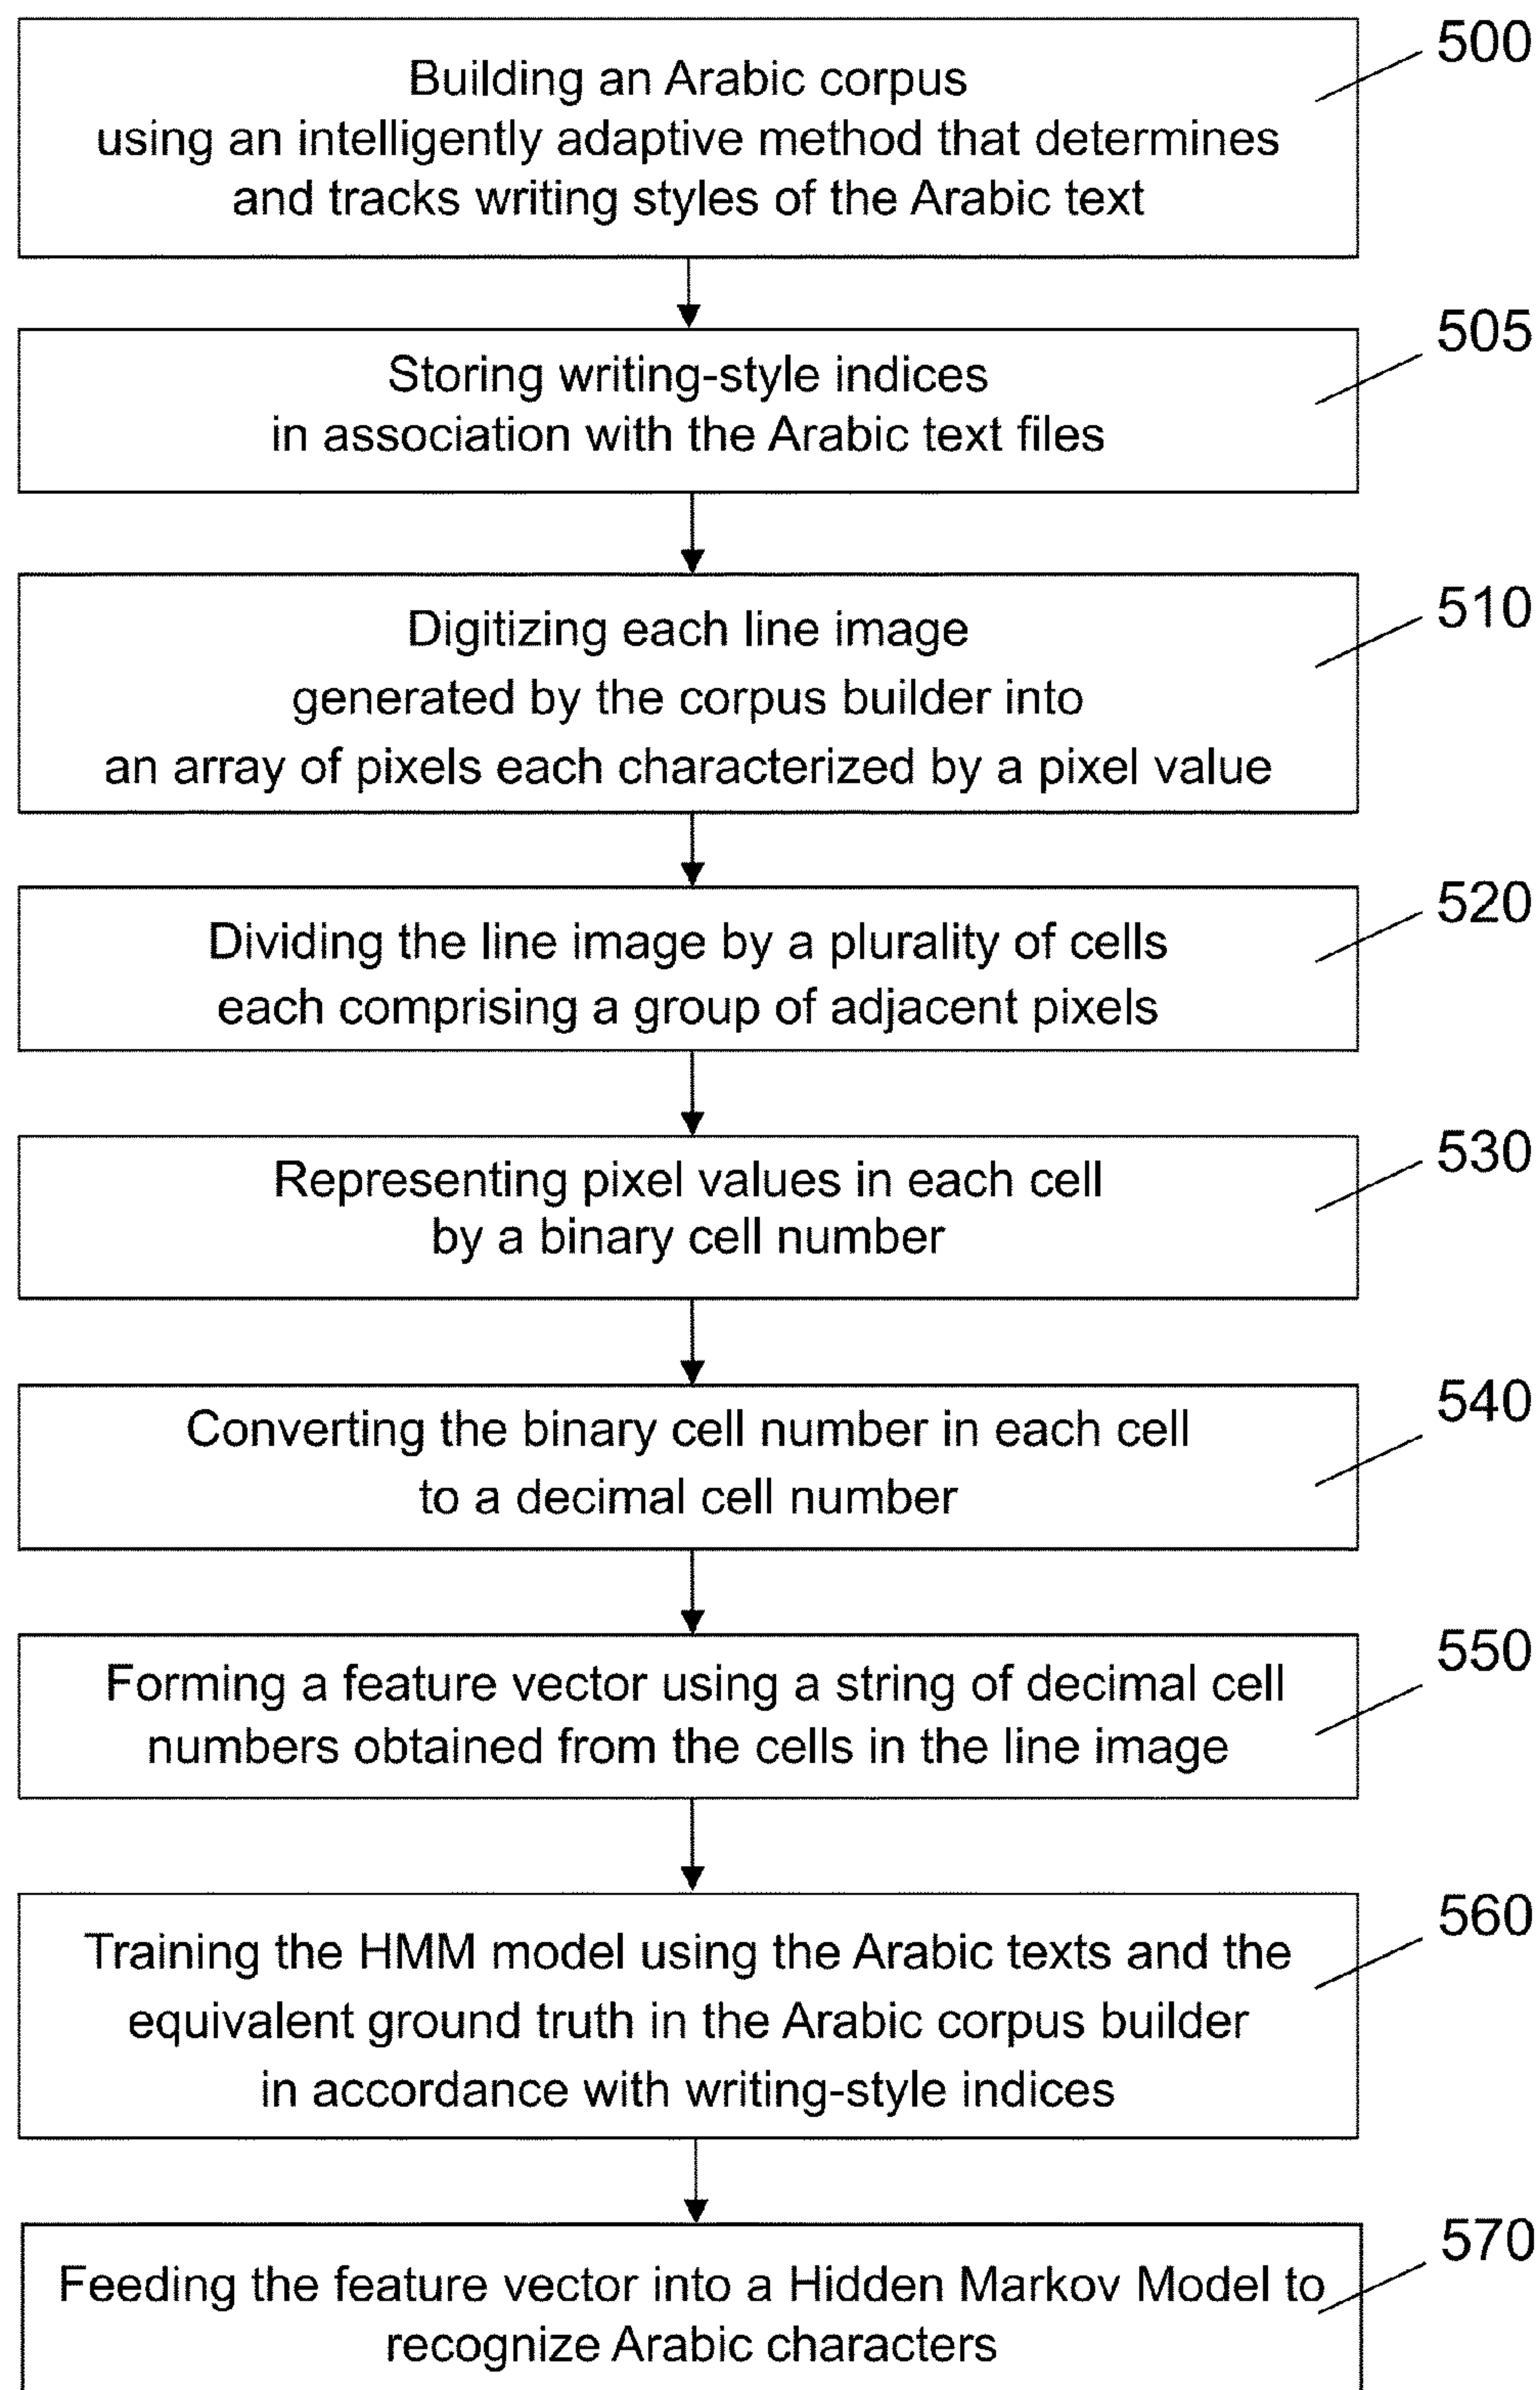 500
Building an Arabic corpus
using an intelligently adaptive method that determines
and tracks writing styles of the Arabic text
505
Storing writing-style indices
in association with the Arabic text files
510
Digitizing each line image
generated by the corpus builder into
an array of pixels each characterized by a pixel value
520
Dividing the line image by a plurality of cells
each comprising a group of adjacent pixels
530
Representing pixel values in each cell
by a binary cell number
540
Converting the binary cell number in each cell
to a decimal cell number
550
Forming a feature vector using a string of decimal cell
numbers obtained from the cells in the line image
560
Training the HMM model using the Arabic texts and the
equivalent ground truth in the Arabic corpus builder
in accordance with writing-style indices
570
Feeding the feature vector into a Hidden Markov Model to
recognize Arabic characters